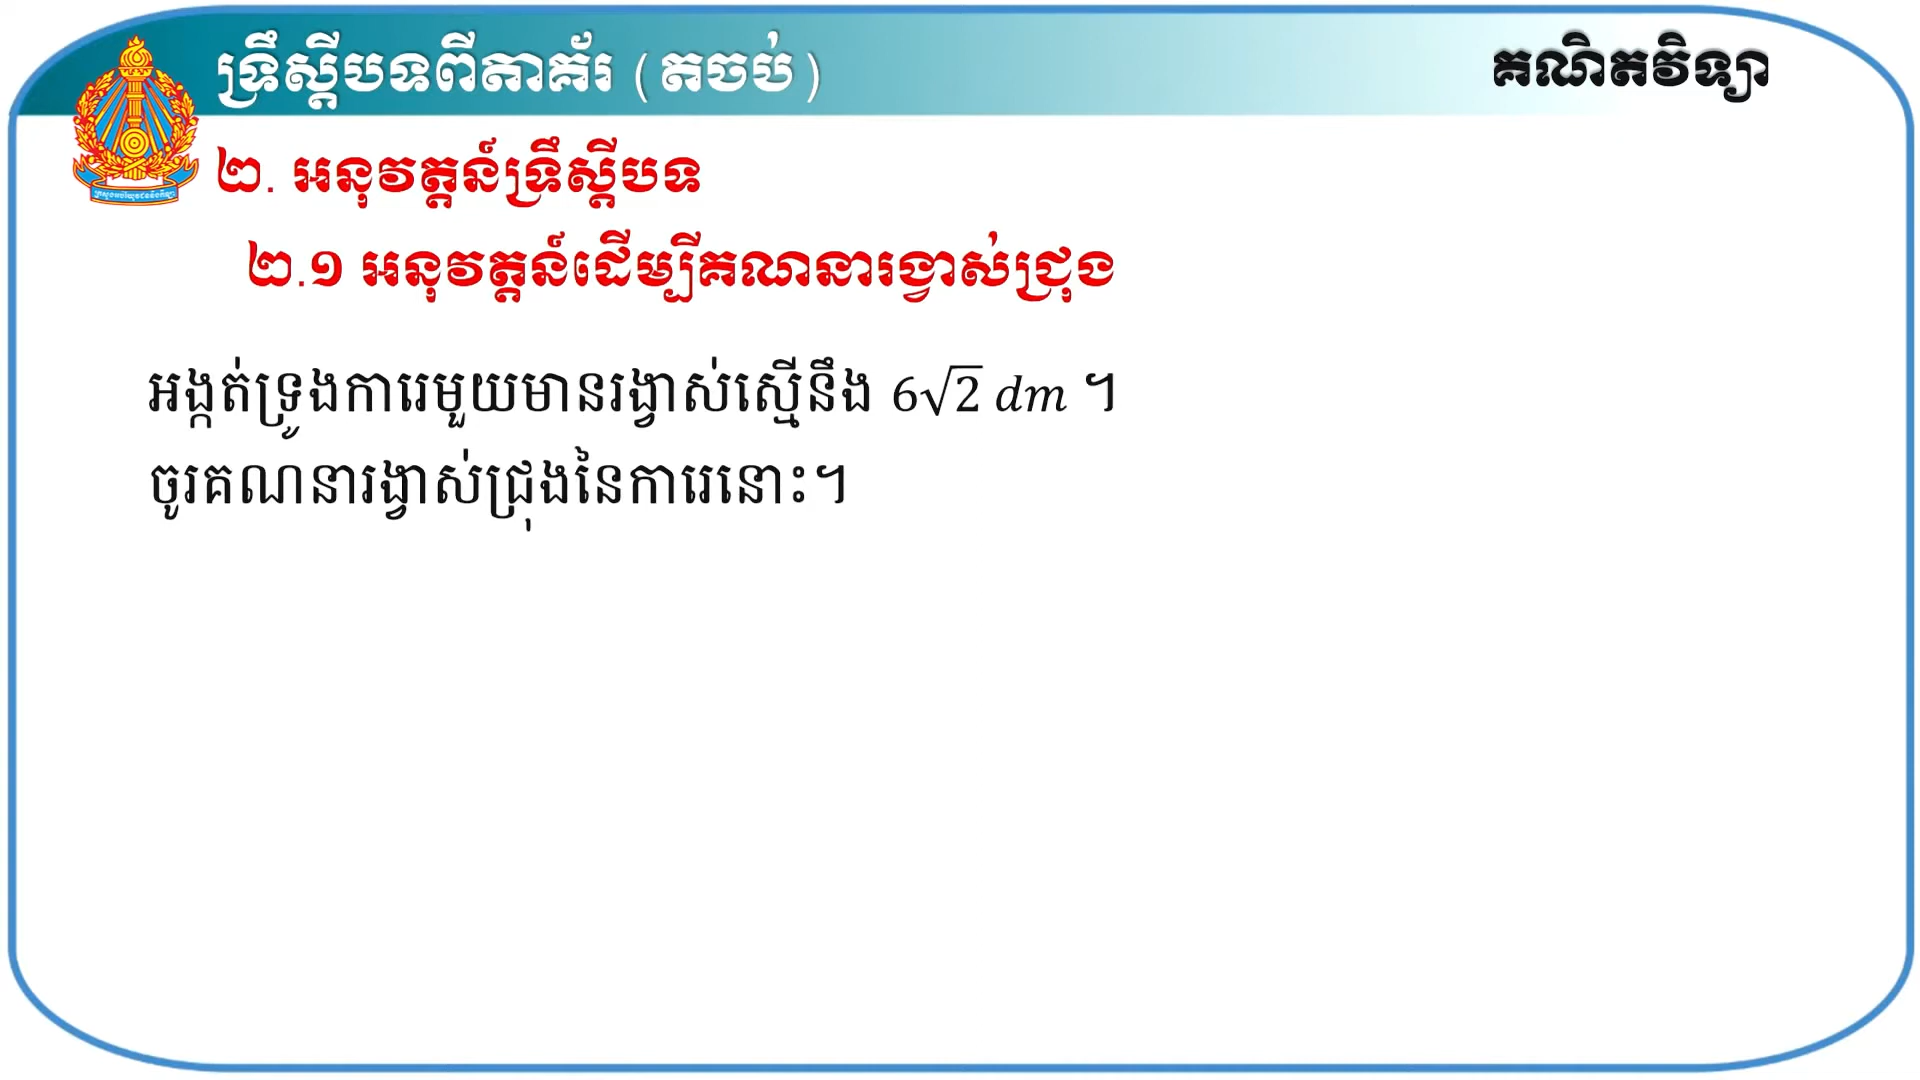 ទ្រឹស្តីបទពីតាគ័រ (តចប់)
គណិតវិទ្យា
២. អនុវត្តន៍ទ្រឹស្តីបទ
២.១ អនុវត្តន៍ដើម្បីគណនារង្វាស់ជ្រុង
អង្កត់ទ្រូងការេមួយមានរង្វាស់ស្មើនឹង 6√2 dm ។
ចូរគណនារង្វាស់ជ្រុងនៃការេនោះ។